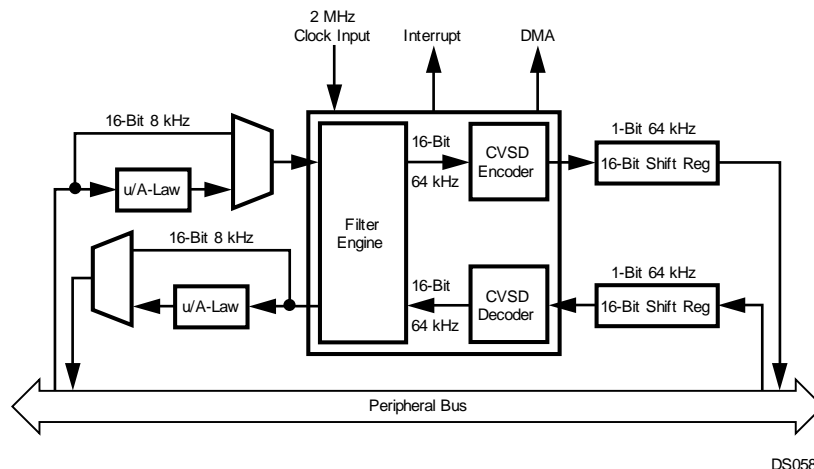 2 MHz
Clock Input
Interrupt
DMA
16-Bit 8 kHz
u/A-Law
16-Bit
64 kHz
CVSD
Encoder
1-Bit 64 kHz
16-Bit Shift Reg
Filter
Engine
16-Bit 8 kHz
u/A-Law
16-Bit
64 kHz
CVSD
Decoder
1-Bit 64 kHz
16-Bit Shift Reg
Peripheral Bus
DS058